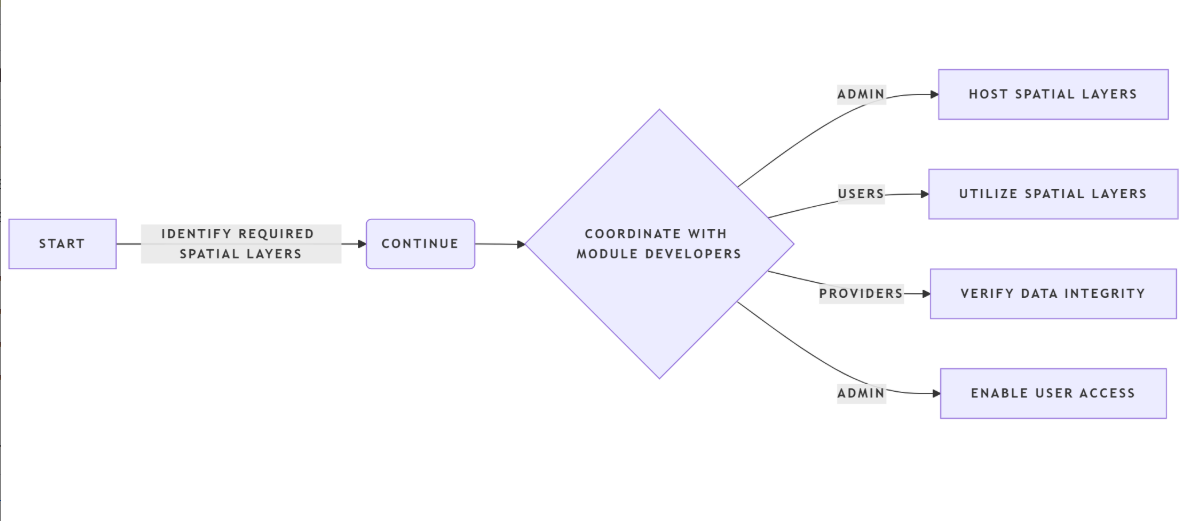 START
IDENTIFY REQUIRED
SPATIAL LAYERS
CONTINUE
COORDINATE WITH
MODULE DEVELOPERS
ADMIN
HOST SPATIAL LAYERS
USERS
UTILIZE SPATIAL LAYERS
PROVIDERS
VERIFY DATA INTEGRITY
ADMIN
ENABLE USER ACCESS